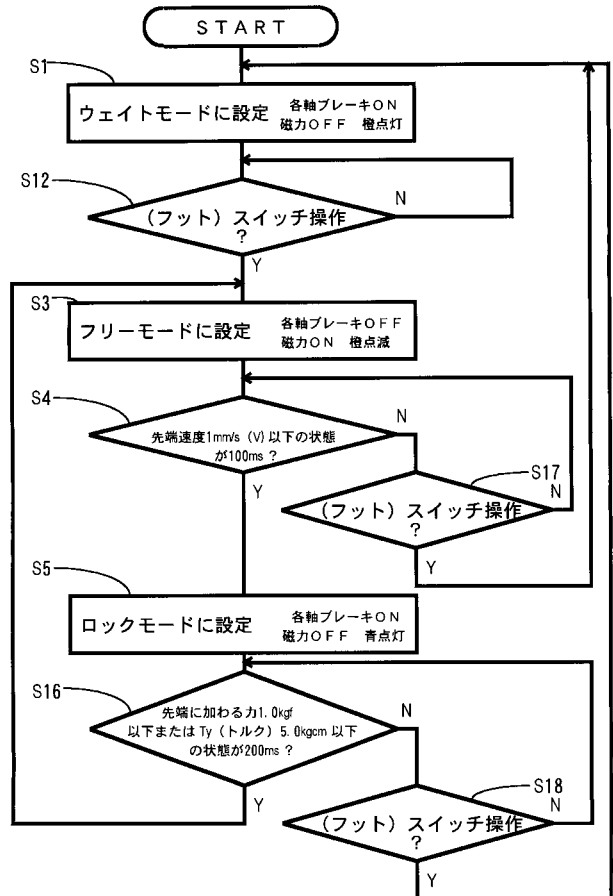 START
S1
ウェイトモードに設定
各軸ブレーキON
磁力OFF 橙点灯
S12
(フット)スイッチ操作
?
N
Y
S3
フリーモードに設定
各軸ブレーキOFF
磁力ON 橙点減
S4
先端速度1mm/s (V) 以下の状態
が100ms ?
N
Y
S17
(フット)スイッチ操作
?
N
Y
S5
ロックモードに設定
各軸ブレーキON
磁力OFF 青点灯
S16
先端に加わる力1.0kgf
以下または Ty (トルク) 5.0kgcm 以下
の状態が200ms ?
N
Y
S18
(フット)スイッチ操作
?
N
Y